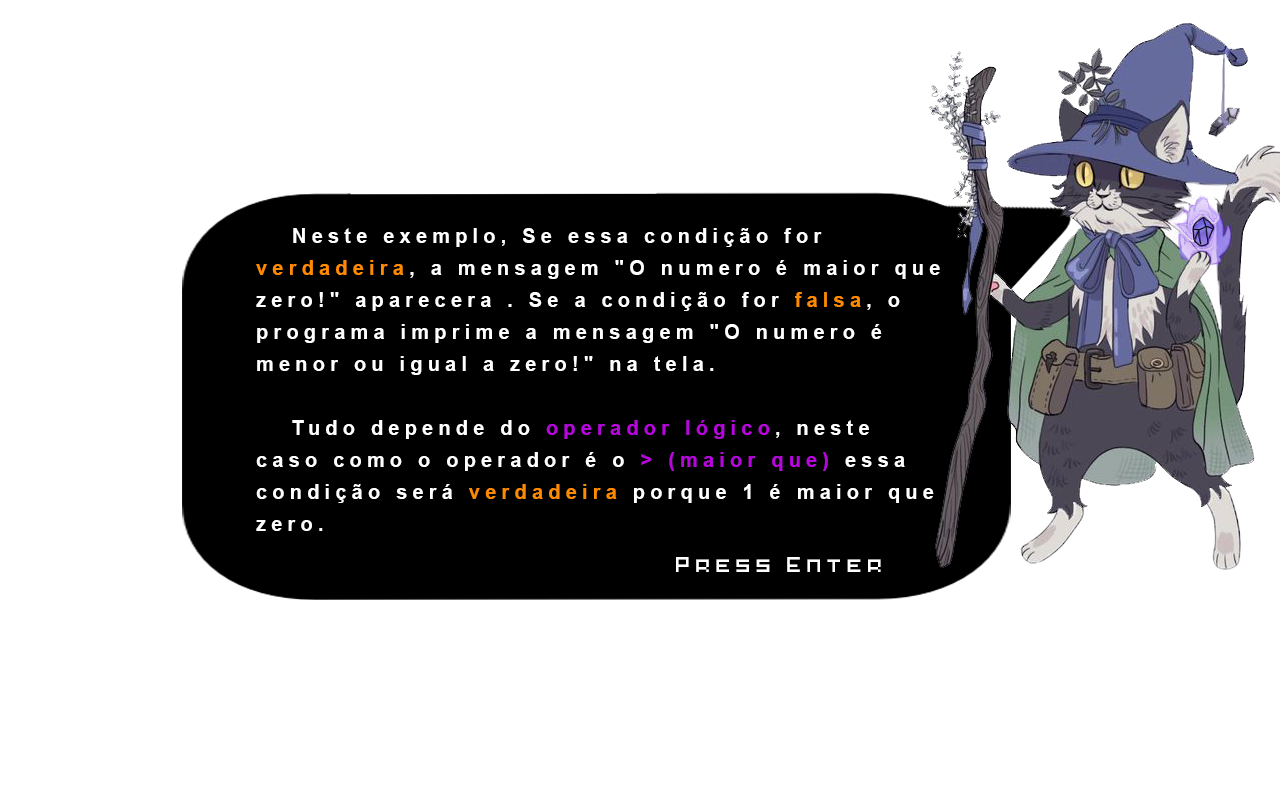 Neste exemplo, Se essa condição for
verdadeira, a mensagem "O numero é maior que
zero!" aparecera . Se a condição for falsa, o
programa imprime a mensagem "O numero é
menor ou igual a zero!" na tela.
Tudo depende do operador lógico, neste
caso como o operador é o > (maior que) essa
condição será verdadeira porque 1 é maior que
zero.
Press Enter